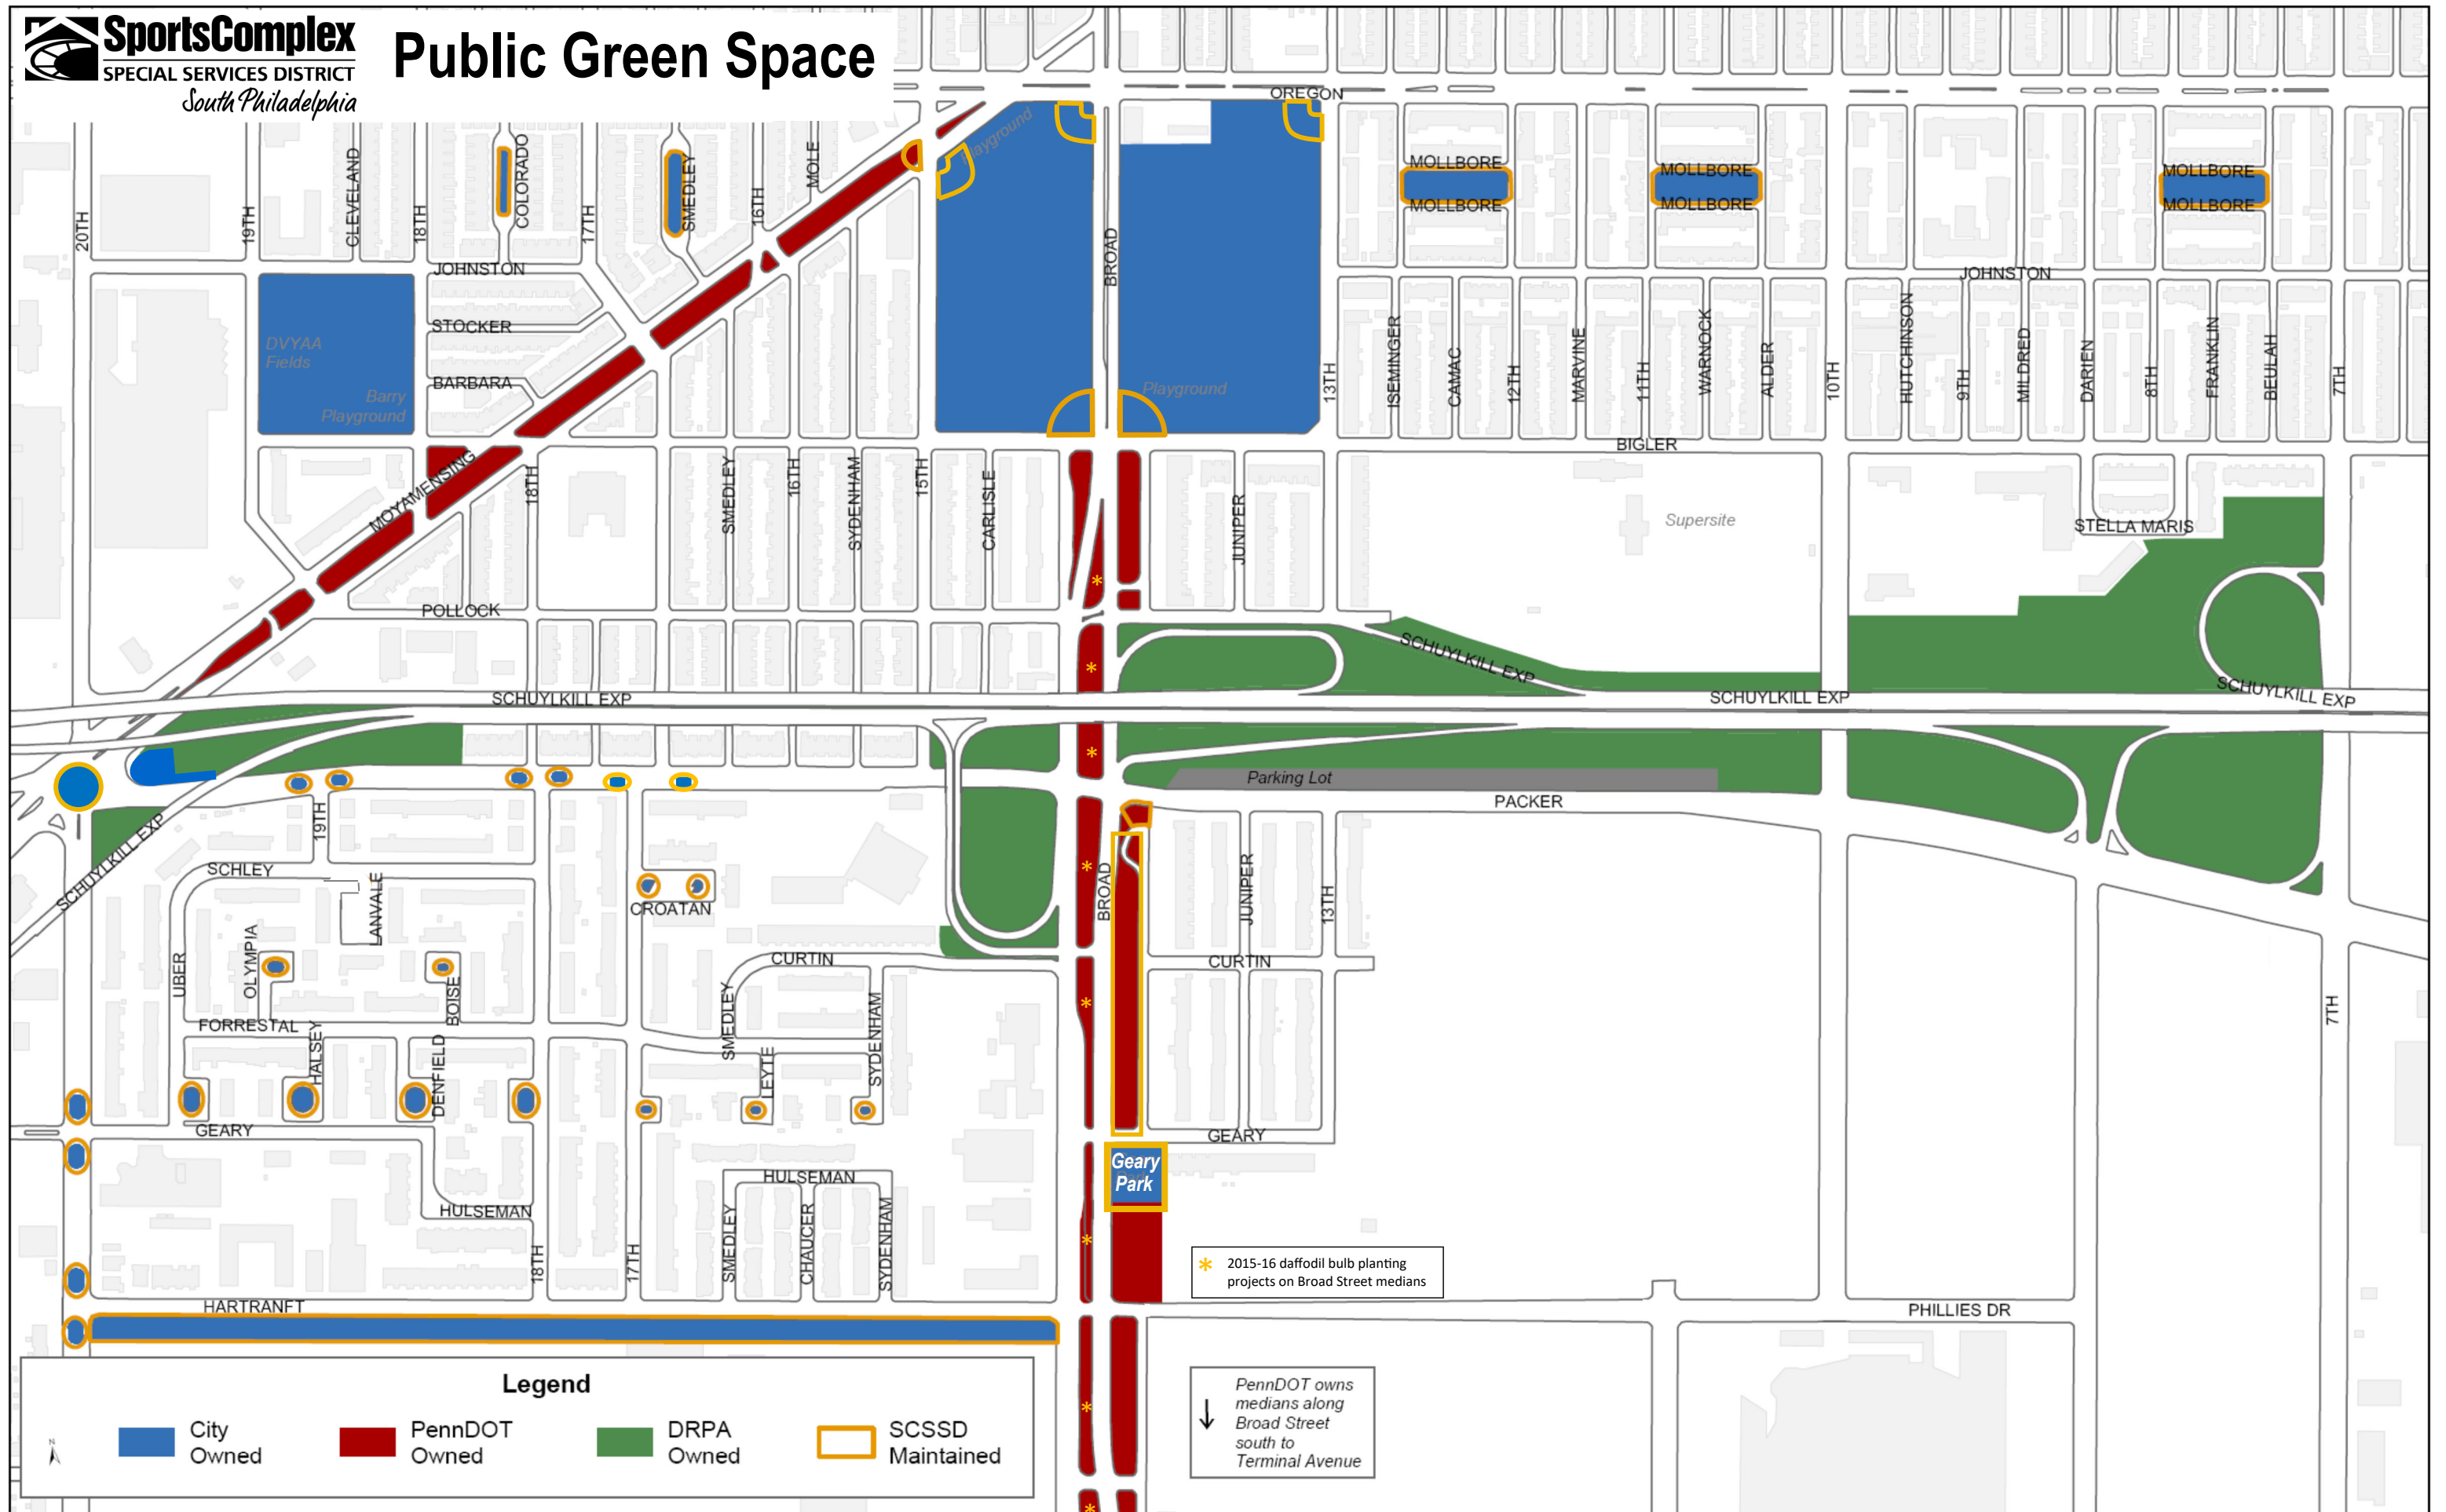 SportsComplex
SPECIAL SERVICES DISTRICT
South Philadelphia
Public Green Space
OREGON
Playground
20TH
19TH
CLEVELAND
18TH
COLORADO
17TH
SMEDLEY
16TH
MOLE
BROAD
MOLLBORE
MOLLBORE
MOLLBORE
MOLLBORE
MOLLBORE
MOLLBORE
JOHNSTON
JOHNSTON
STOCKER
BARBARA
DVYAA
Fields
Barry
Playground
Playground
13TH
ISEMINGER
CAMAC
12TH
MARVINE
11TH
WARNOCK
ALDER
10TH
HUTCHINSON
9TH
MILDRED
DARIEN
8TH
FRANKLIN
BEULAH
7TH
BIGLER
MOYAMENSING
18TH
SMEDLEY
16TH
SYDENHAM
15TH
CARLISLE
JUNIPER
Supersite
STELLA MARIS
POLLOCK
SCHUYLKILL EXP
SCHUYLKILL EXP
SCHUYLKILL EXP
SCHUYLKILL EXP
SCHUYLKILL EXP
Parking Lot
PACKER
19TH
SCHLEY
LANVALE
CROATAN
BROAD
JUNIPER
13TH
UBER
OLYMPIA
BOISE
CURTIN
CURTIN
FORRESTAL
HALSEY
DENFIELD
SMEDLEY
LEYTE
SYDENHAM
7TH
GEARY
GEARY
Geary
Park
HULSEMAN
HULSEMAN
18TH
17TH
SMEDLEY
CHAUCER
SYDENHAM
* 2015-16 daffodil bulb planting
projects on Broad Street medians
HARTRANFT
PHILLIES DR
Legend
City
Owned
PennDOT
Owned
DRPA
Owned
SCSSD
Maintained
N
PennDOT owns
medians along
Broad Street
south to
Terminal Avenue